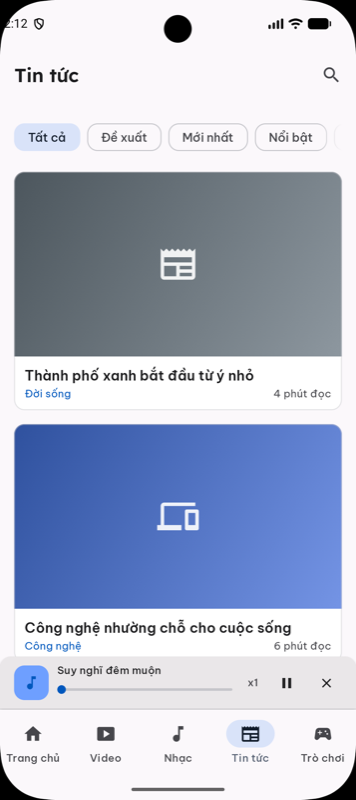 2:12
Tin tức
Tất cả
Đề xuất
Mới nhất
Nổi bật
Thành phố xanh bắt đầu từ ý nhỏ
Đời sống
4 phút đọc
Công nghệ nhường chỗ cho cuộc sống
Công nghệ
6 phút đọc
Suy nghĩ đêm muộn
x1
Trang chủ
Video
Nhạc
Tin tức
Trò chơi